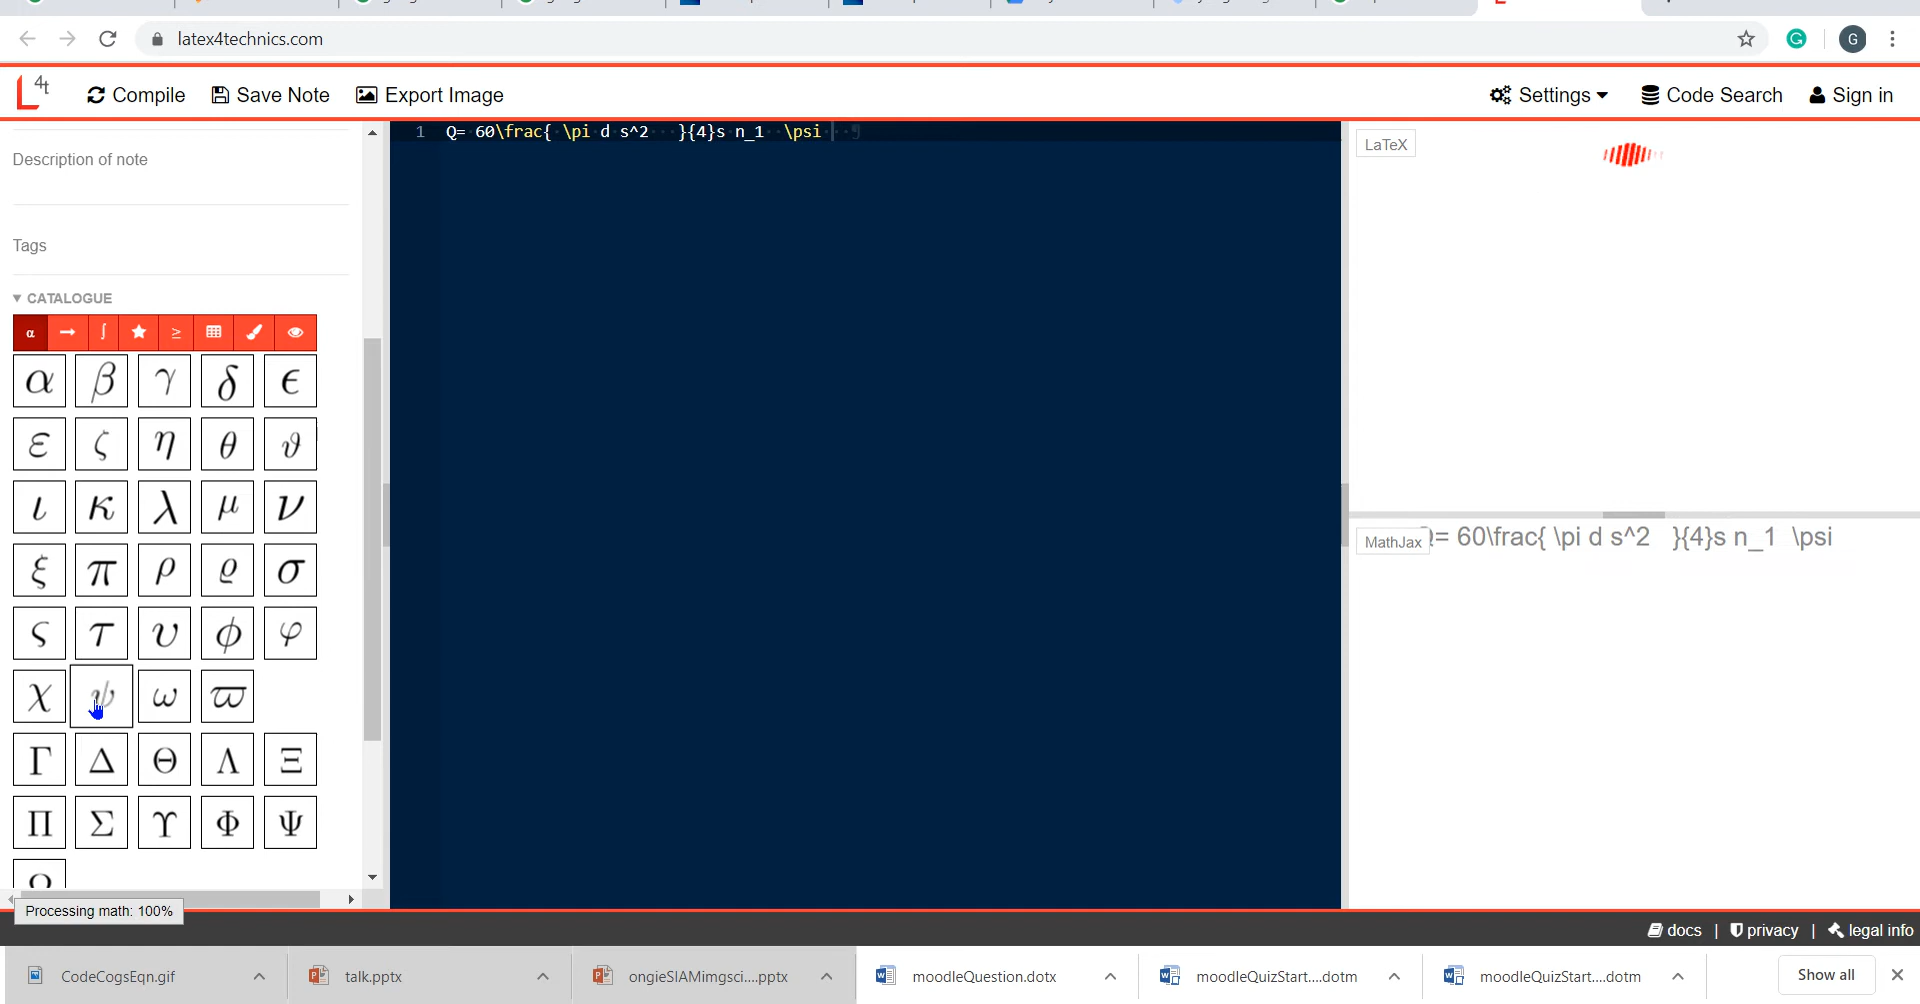 latex4technics.com
G
4t
Compile
Save Note
Export Image
Settings
Code Search
Sign in
Description of note
Tags
CATALOGUE
α
≥
α β γ δ ϵ
ε ζ η θ ϑ
ι κ λ μ ν
ξ π ρ ϱ σ
ς τ υ ϕ φ
χ ψ ω ϖ
Γ Δ Θ Λ Ξ
Π Σ Υ Φ Ψ
Processing math: 100%
1 Q= 60\frac{ \pi d s^2 }{4}s n_1 \psi
LaTeX
MathJax
= 60\frac{ \pi d s^2 }{4}s n_1 \psi
docs | privacy | legal info
CodeCogsEqn.gif
talk.pptx
ongieSIAMimgsci....pptx
moodleQuestion.dotx
moodleQuizStart....dotm
moodleQuizStart....dotm
Show all